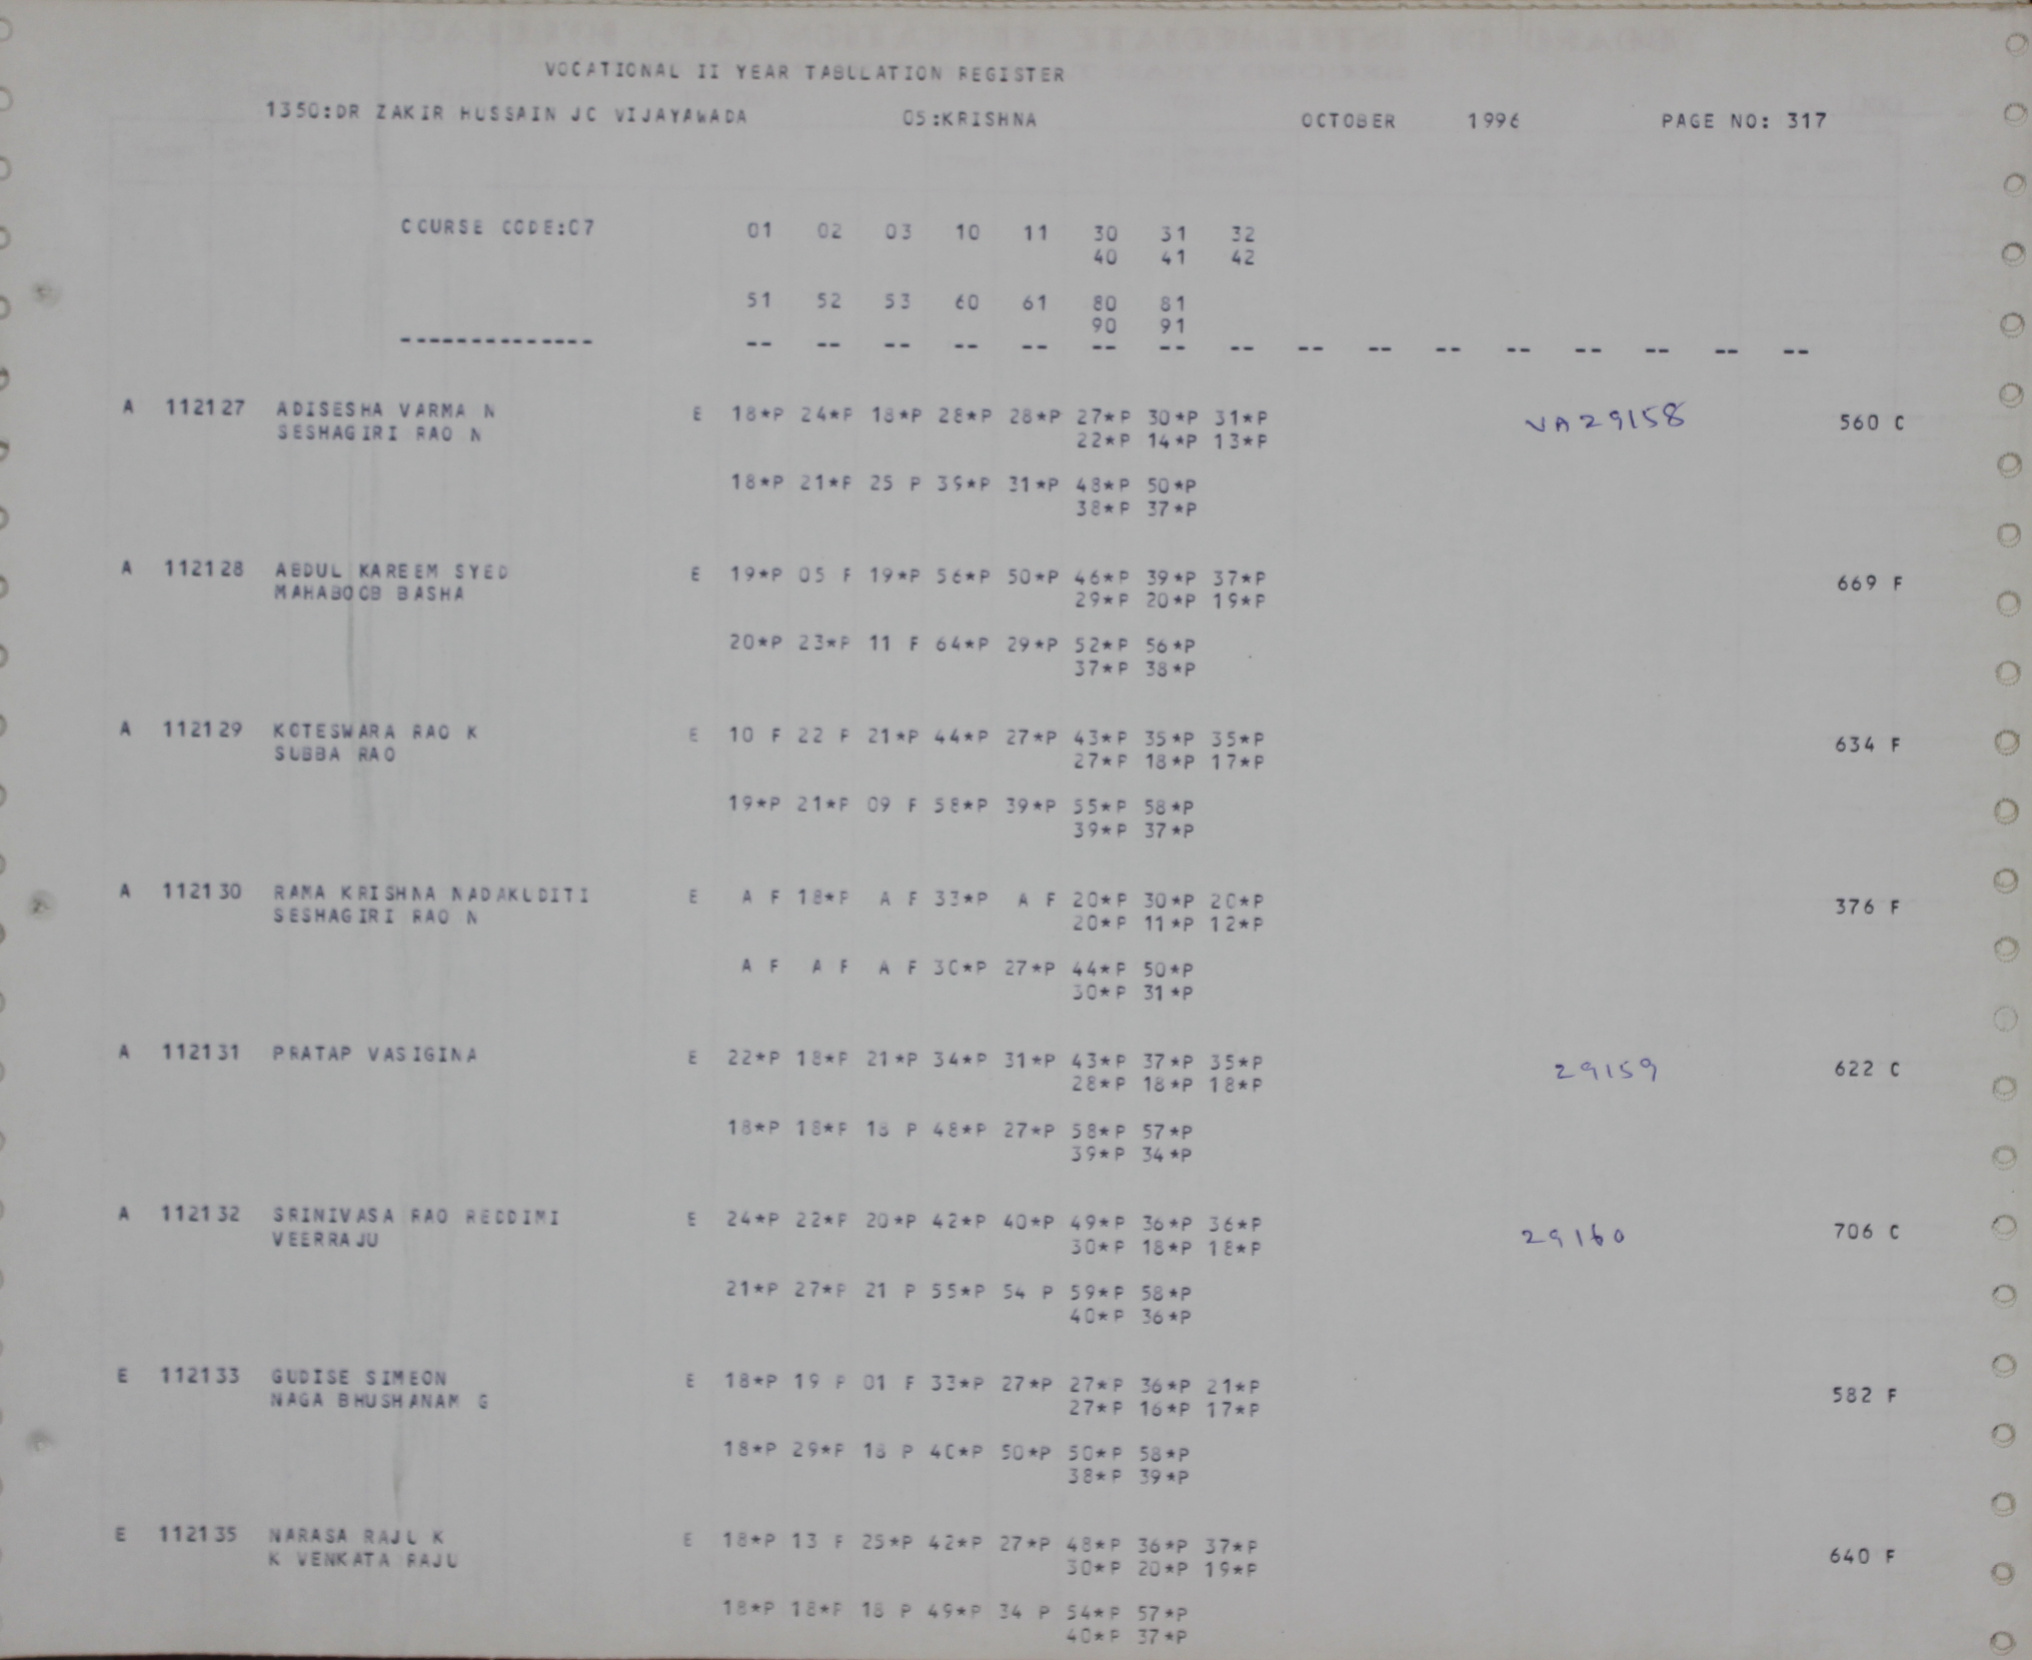 VOCATIONAL II YEAR TABULATION REGISTER
1350:DR ZAKIR HUSSAIN JC VIJAYAWADA 05:KRISHNA OCTOBER 1996 PAGE NO: 317
COURSE CODE:07 01 02 03 10 11 30 31 32
40 41 42
51 52 53 60 61 80 81
90 91
-------------- -- -- -- -- -- -- -- -- -- -- -- -- -- -- -- --
A 112127 ADISESHA VARMA N E 18*P 24*P 18*P 28*P 28*P 27*P 30*P 31*P VA29158 560 C
SESHAGIRI RAO N 22*P 14*P 13*P
18*P 21*P 25 P 39*P 31*P 48*P 50*P
38*P 37*P
A 112128 ABDUL KAREEM SYED E 19*P 05 F 19*P 56*P 50*P 46*P 39*P 37*P 669 F
MAHABOOB BASHA 29*P 20*P 19*P
20*P 23*P 11 F 64*P 29*P 52*P 56*P
37*P 38*P
A 112129 KOTESWARA RAO K E 10 F 22 P 21*P 44*P 27*P 43*P 35*P 35*P 634 F
SUBBA RAO 27*P 18*P 17*P
19*P 21*P 09 F 58*P 39*P 55*P 58*P
39*P 37*P
A 112130 RAMA KRISHNA NADAKUDITI E A F 18*P A F 33*P A F 20*P 30*P 20*P 376 F
SESHAGIRI RAO N 20*P 11*P 12*P
A F A F A F 30*P 27*P 44*P 50*P
30*P 31*P
A 112131 PRATAP VASIGINA E 22*P 18*P 21*P 34*P 31*P 43*P 37*P 35*P 29159 622 C
28*P 18*P 18*P
18*P 18*P 18 P 48*P 27*P 58*P 57*P
39*P 34*P
A 112132 SRINIVASA RAO REDDIMI E 24*P 22*P 20*P 42*P 40*P 49*P 36*P 36*P 29160 706 C
VEERRAJU 30*P 18*P 18*P
21*P 27*P 21 P 55*P 54 P 59*P 58*P
40*P 36*P
E 112133 GUDISE SIMEON E 18*P 19 P 01 F 33*P 27*P 27*P 36*P 21*P 582 F
NAGA BHUSHANAM G 27*P 16*P 17*P
18*P 29*P 18 P 40*P 50*P 50*P 58*P
38*P 39*P
E 112135 NARASA RAJU K E 18*P 13 F 25*P 42*P 27*P 48*P 36*P 37*P 640 F
K VENKATA RAJU 30*P 20*P 19*P
18*P 18*P 18 P 49*P 34 P 54*P 57*P
40*P 37*P